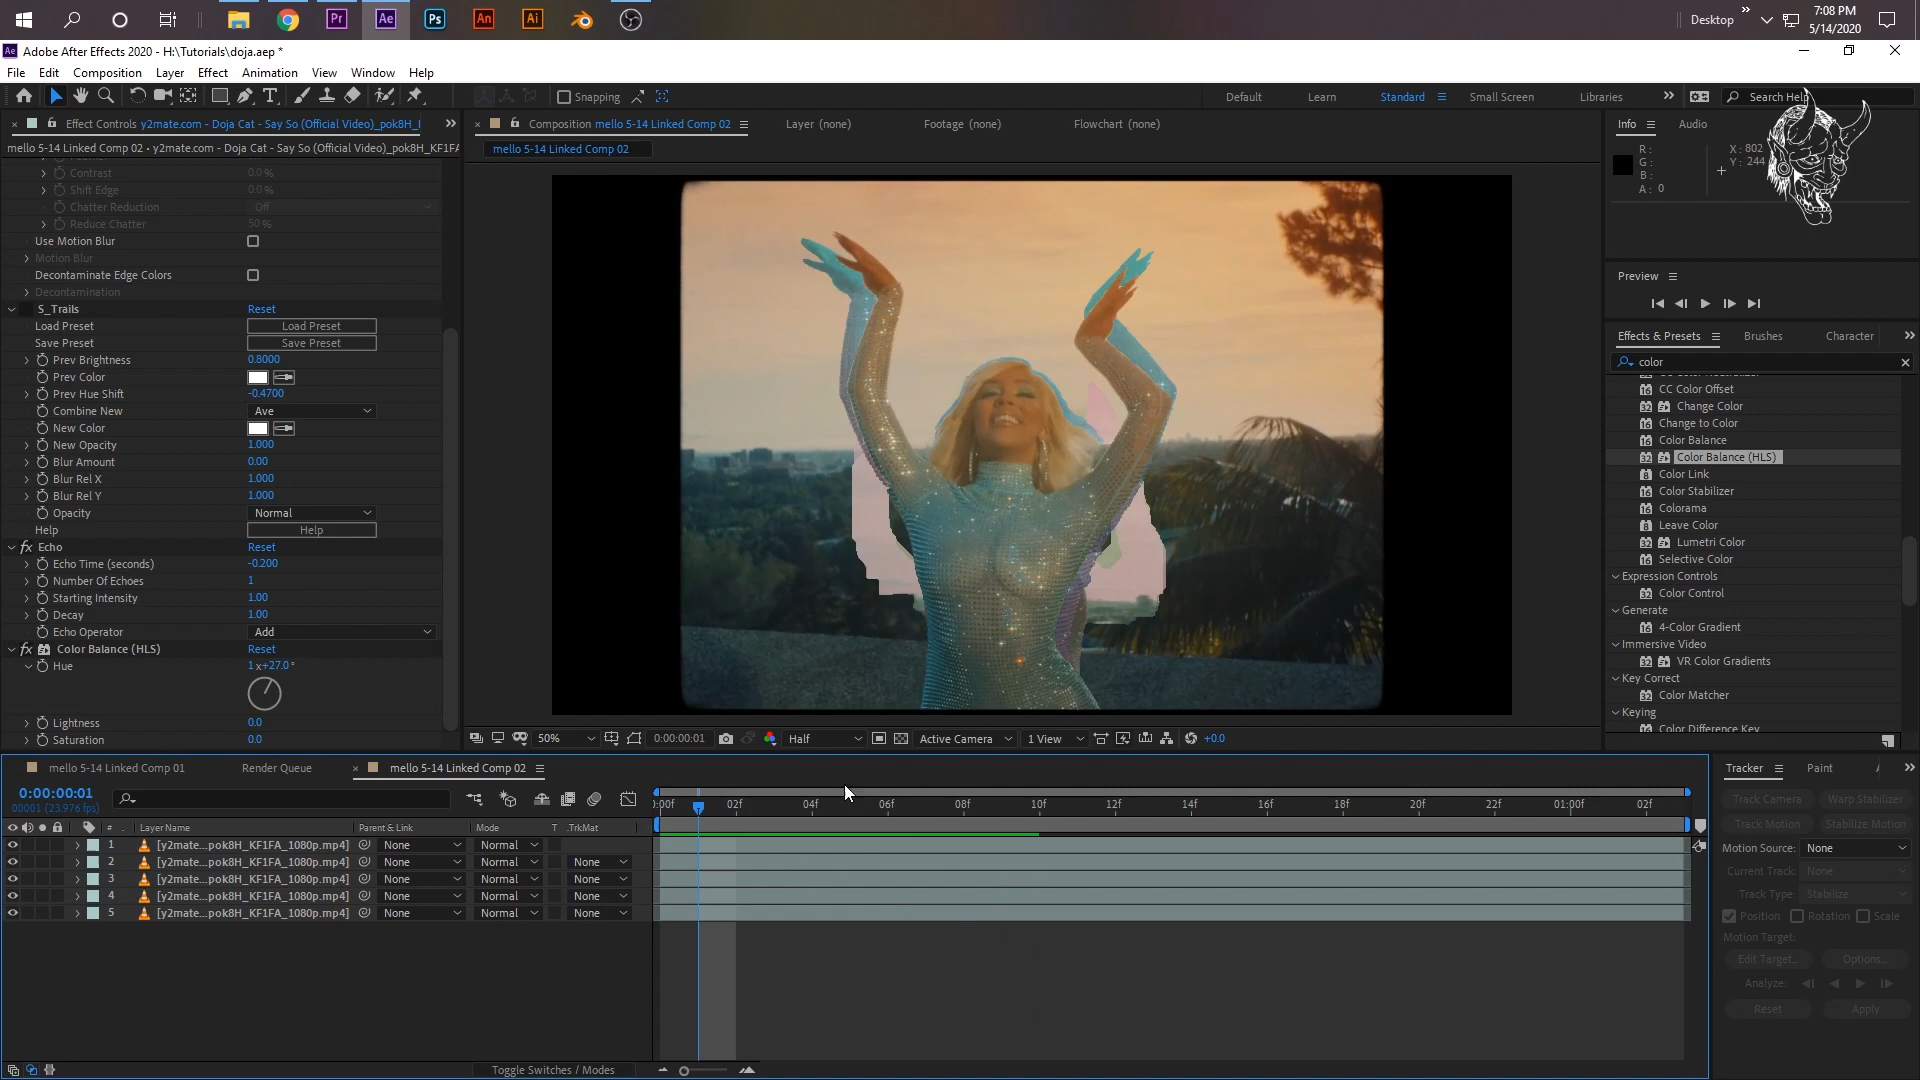 Pr
Ae
Ps
An
Ai
Desktop
7:08 PM
5/14/2020
Ae Adobe After Effects 2020 - H:\Tutorials\doja.aep *
File Edit Composition Layer Effect Animation View Window Help
Snapping
Default Learn Standard Small Screen Libraries
Search Help
Effect Controls y2mate.com - Doja Cat - Say So (Official Video)_pok8H_
mello 5-14 Linked Comp 02 • y2mate.com - Doja Cat - Say So (Official Video)_pok8H_KF1FA
Contrast 0.0 %
Shift Edge 0.0 %
Chatter Reduction Off
Reduce Chatter 50 %
Use Motion Blur
Motion Blur
Decontaminate Edge Colors
Decontamination
S_Trails Reset
Load Preset Load Preset
Save Preset Save Preset
Prev Brightness 0.8000
Prev Color
Prev Hue Shift -0.4700
Combine New Ave
New Color
New Opacity 1.000
Blur Amount 0.00
Blur Rel X 1.000
Blur Rel Y 1.000
Opacity Normal
Help Help
fx Echo Reset
Echo Time (seconds) -0.200
Number Of Echoes 1
Starting Intensity 1.00
Decay 1.00
Echo Operator Add
fx Color Balance (HLS) Reset
Hue 1x+27.0°
Lightness 0.0
Saturation 0.0
Composition mello 5-14 Linked Comp 02
Layer (none)
Footage (none)
Flowchart (none)
mello 5-14 Linked Comp 02
50%
0:00:00:01
Half
Active Camera
1 View
+0.0
Info Audio
R :
G :
B :
A : 0
X : 802
Y : 244
Preview
Effects & Presets Brushes Character
color
CC Color Offset
Change Color
Change to Color
Color Balance
Color Balance (HLS)
Color Link
Color Stabilizer
Colorama
Leave Color
Lumetri Color
Selective Color
Expression Controls
Color Control
Generate
4-Color Gradient
Immersive Video
VR Color Gradients
Key Correct
Color Matcher
Keying
Color Difference Key
mello 5-14 Linked Comp 01
Render Queue
mello 5-14 Linked Comp 02
0:00:00:01
00001 (23.976 fps)
# Layer Name Parent & Link Mode T .TrkMat
1 [y2mate...pok8H_KF1FA_1080p.mp4] None Normal
2 [y2mate...pok8H_KF1FA_1080p.mp4] None Normal None
3 [y2mate...pok8H_KF1FA_1080p.mp4] None Normal None
4 [y2mate...pok8H_KF1FA_1080p.mp4] None Normal None
5 [y2mate...pok8H_KF1FA_1080p.mp4] None Normal None
):00f 02f 04f 06f 08f 10f 12f 14f 16f 18f 20f 22f 01:00f 02f
Toggle Switches / Modes
Tracker Paint
Track Camera Warp Stabilizer
Track Motion Stabilize Motion
Motion Source: None
Current Track: None
Track Type: Stabilize
Position Rotation Scale
Motion Target:
Edit Target... Options...
Analyze:
Reset Apply